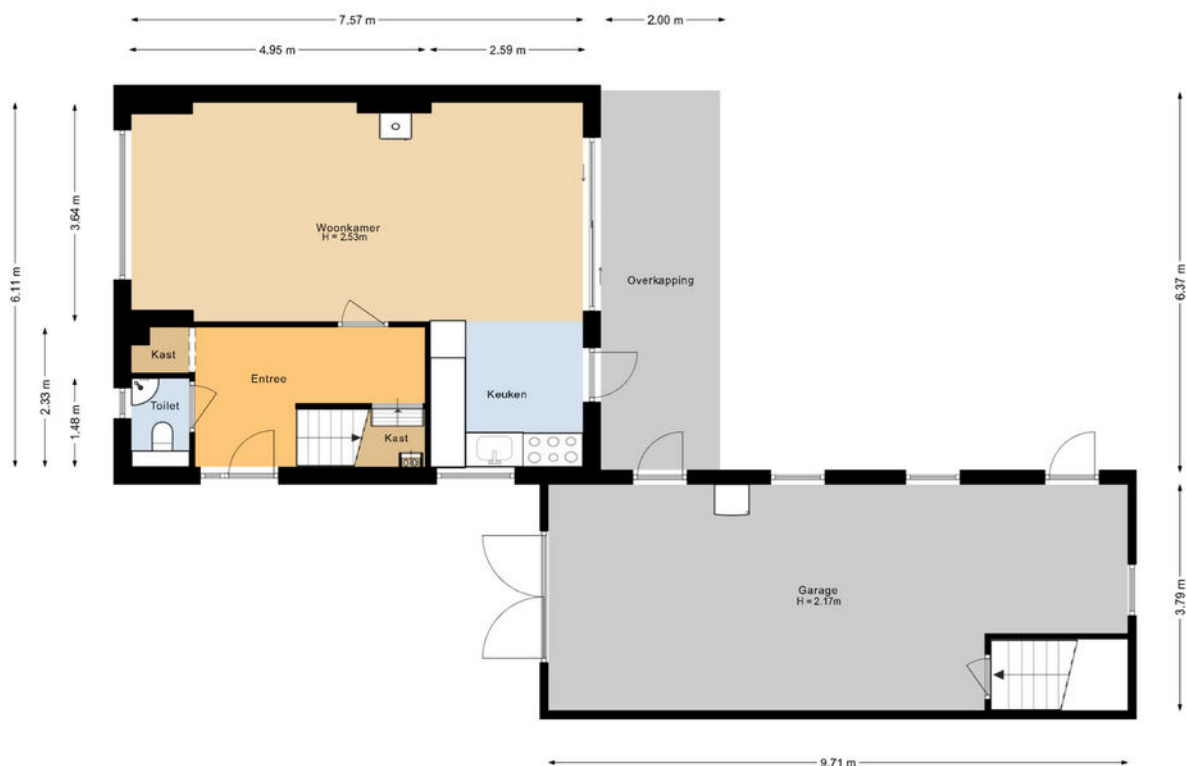 7.57 m
2.00 m
4.95 m
2.59 m
6.11 m
3.64 m
2.33 m
1.48 m
6.37 m
3.79 m
Woonkamer
H = 2.53m
Overkapping
Kast
Entree
Keuken
Toilet
Kast
Garage
H = 2.17m
9.71 m